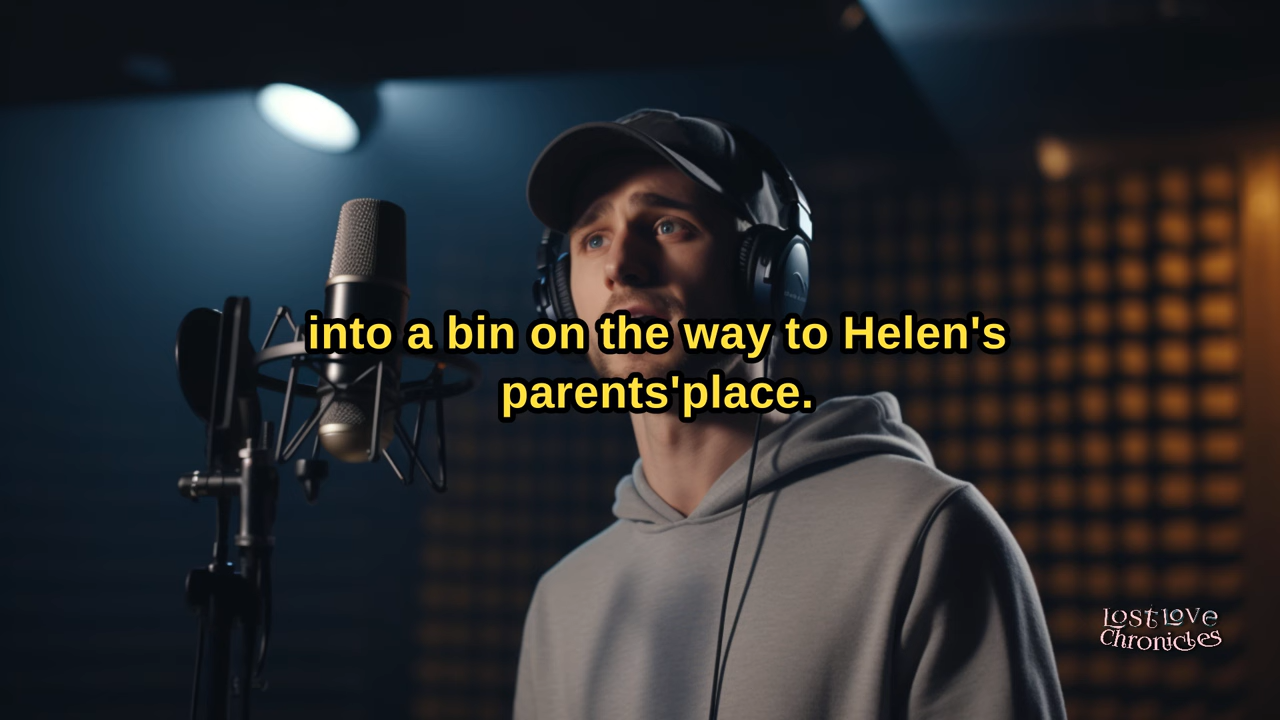 into a bin on the way to Helen's
parents'place.
Lost love
Chronicles